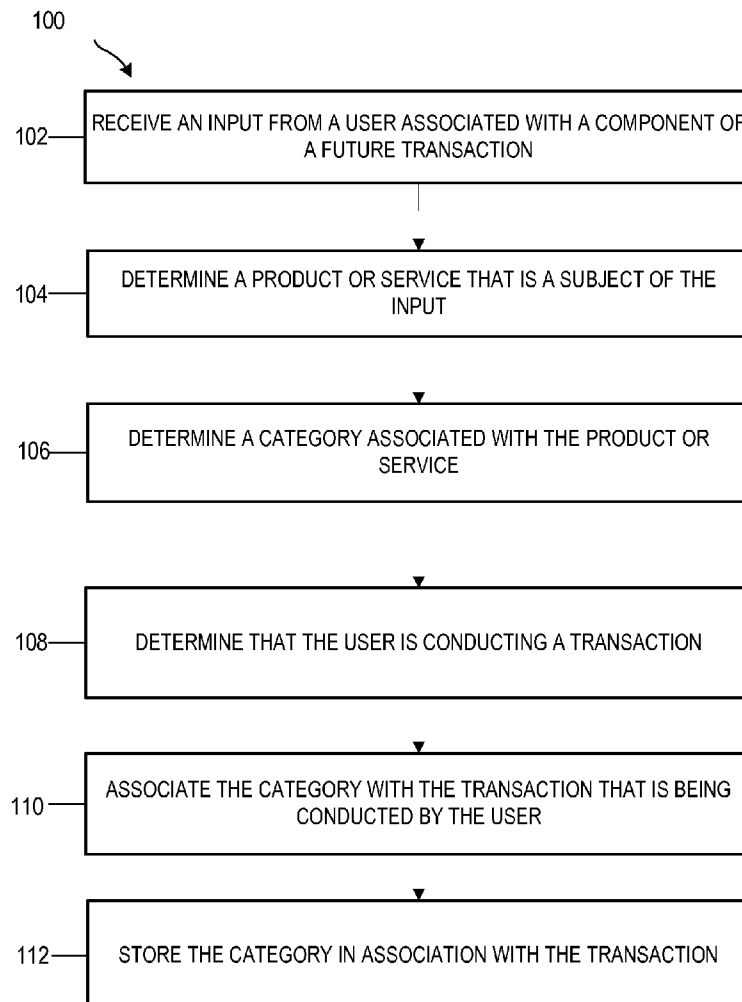 100
102
RECEIVE AN INPUT FROM A USER ASSOCIATED WITH A COMPONENT OF
A FUTURE TRANSACTION
104
DETERMINE A PRODUCT OR SERVICE THAT IS A SUBJECT OF THE
INPUT
106
DETERMINE A CATEGORY ASSOCIATED WITH THE PRODUCT OR
SERVICE
108
DETERMINE THAT THE USER IS CONDUCTING A TRANSACTION
110
ASSOCIATE THE CATEGORY WITH THE TRANSACTION THAT IS BEING
CONDUCTED BY THE USER
112
STORE THE CATEGORY IN ASSOCIATION WITH THE TRANSACTION